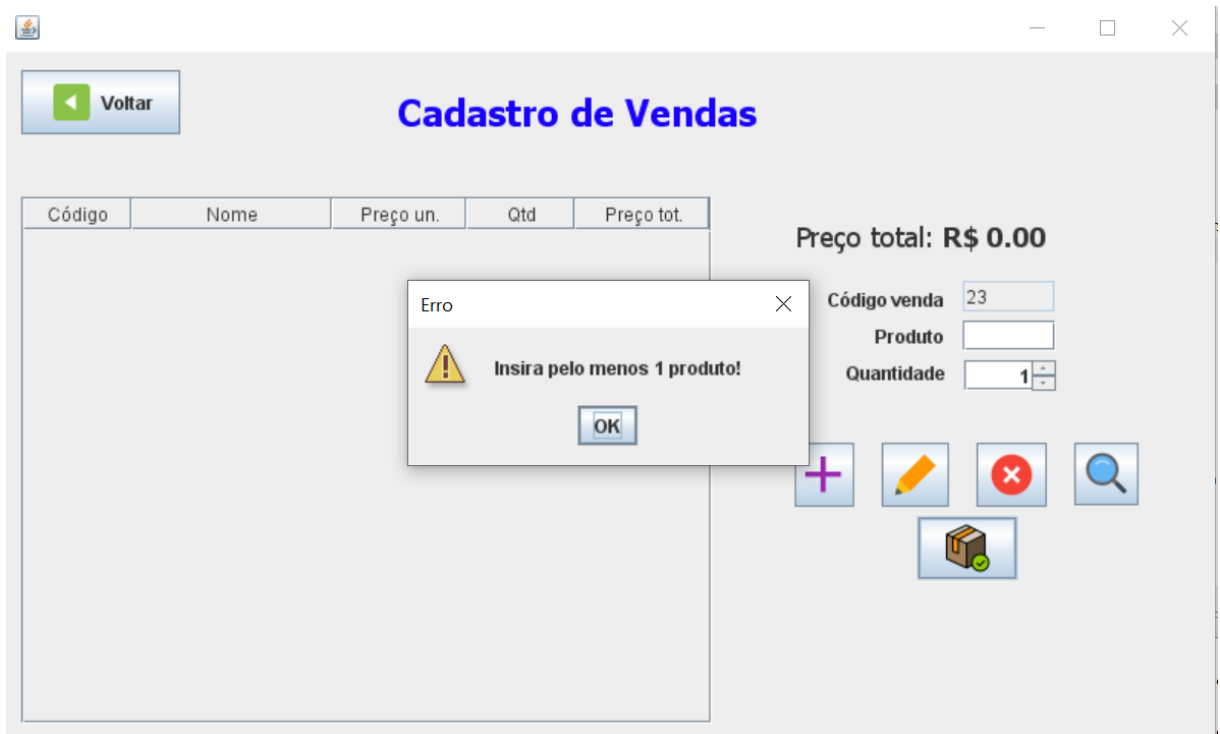 Voltar
Cadastro de Vendas
Código Nome Preço un. Qtd Preço tot.
Preço total: R$ 0.00
Código venda 23
Produto
Quantidade 1
Erro
Insira pelo menos 1 produto!
OK